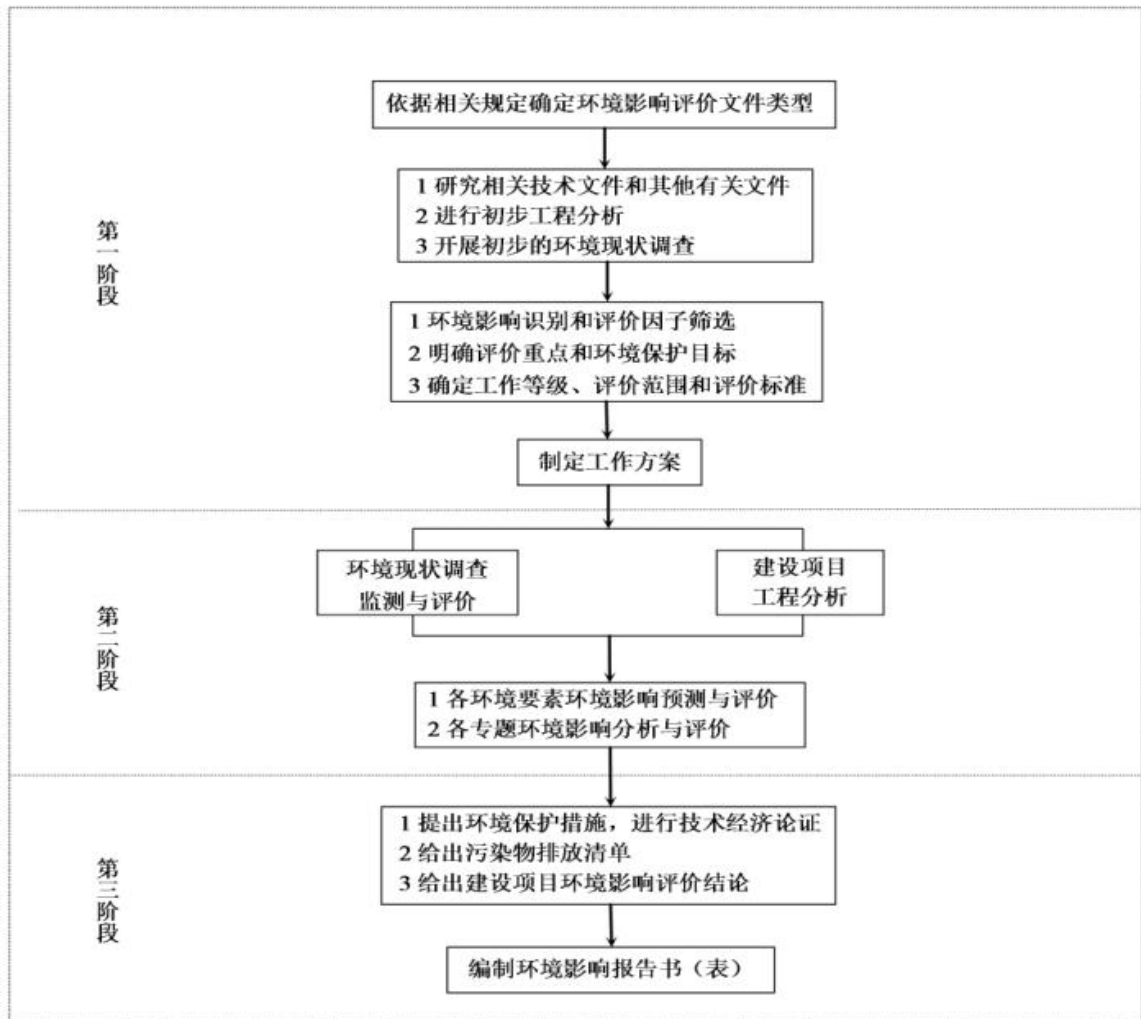 依据相关规定确定环境影响评价文件类型
1 研究相关技术文件和其他有关文件
2 进行初步工程分析
3 开展初步的环境现状调查
第一阶段
1 环境影响识别和评价因子筛选
2 明确评价重点和环境保护目标
3 确定工作等级、评价范围和评价标准
制定工作方案
环境现状调查
监测与评价
建设项目
工程分析
第二阶段
1 各环境要素环境影响预测与评价
2 各专题环境影响分析与评价
1 提出环境保护措施，进行技术经济论证
2 给出污染物排放清单
3 给出建设项目环境影响评价结论
第三阶段
编制环境影响报告书（表）